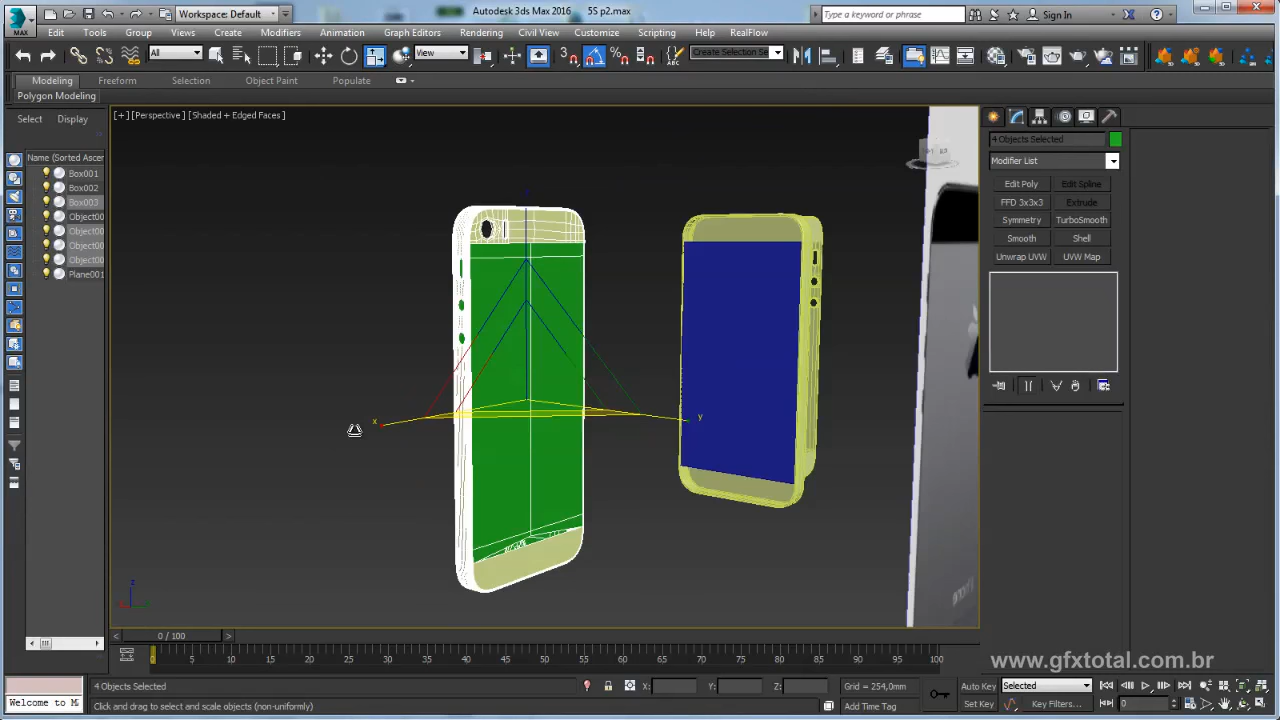 MAX
Workspace: Default
Autodesk 3ds Max 2016    5S p2.max
Type a keyword or phrase
Sign In
Edit Tools Group Views Create Modifiers Animation Graph Editors Rendering Civil View Customize Scripting Help RealFlow
All
View
Create Selection Se
Modeling Freeform Selection Object Paint Populate
Polygon Modeling
Select Display
[+] [Perspective] [Shaded + Edged Faces]
Name (Sorted Ascen
Box001
Box002
Box003
Object00
Object00
Object00
Object00
Plane001
x
y
z
4 Objects Selected
Modifier List
Edit Poly Edit Spline
FFD 3x3x3 Extrude
Symmetry TurboSmooth
Smooth Shell
Unwrap UVW UVW Map
0 / 100
0 5 10 15 20 25 30 35 40 45 50 55 60 65 70 75 80 85 90 95 100
www.gfxtotal.com.br
4 Objects Selected
X: Y: Z:
Grid = 254,0mm
Auto Key Selected
Welcome to M
Click and drag to select and scale objects (non-uniformly)
Add Time Tag
Set Key Key Filters...
0